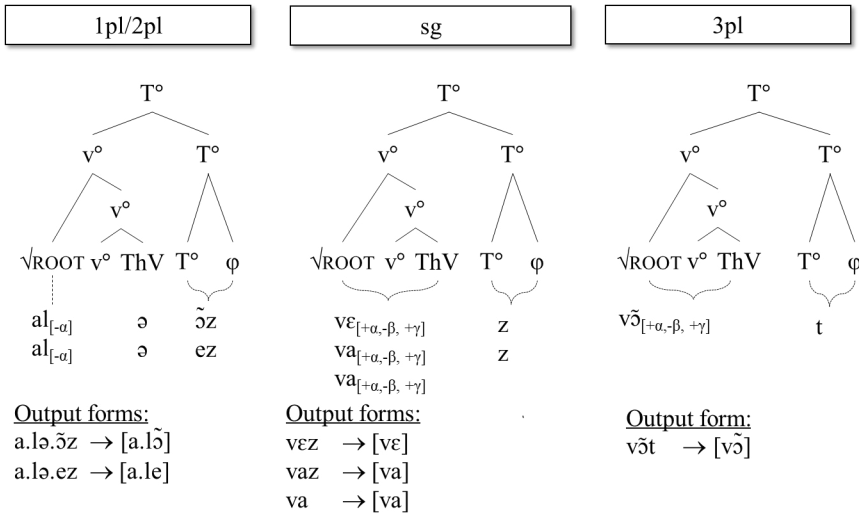 1pl/2pl sg 3pl
T° T° T°
v° T° v° T° v° T°
v° v° v°
√ROOT v° ThV T° φ √ROOT v° ThV T° φ √ROOT v° ThV T° φ
al[-α] ə ɔ̃z vɛ[+α,-β, +γ] z vɔ̃[+α,-β, +γ] t
al[-α] ə ez va[+α,-β, +γ] z
va[+α,-β, +γ]
Output forms: Output forms: Output form:
a.lə.ɔ̃z → [a.lɔ̃] vɛz → [vɛ] vɔ̃t → [vɔ̃]
a.lə.ez → [a.le] vaz → [va]
va → [va]